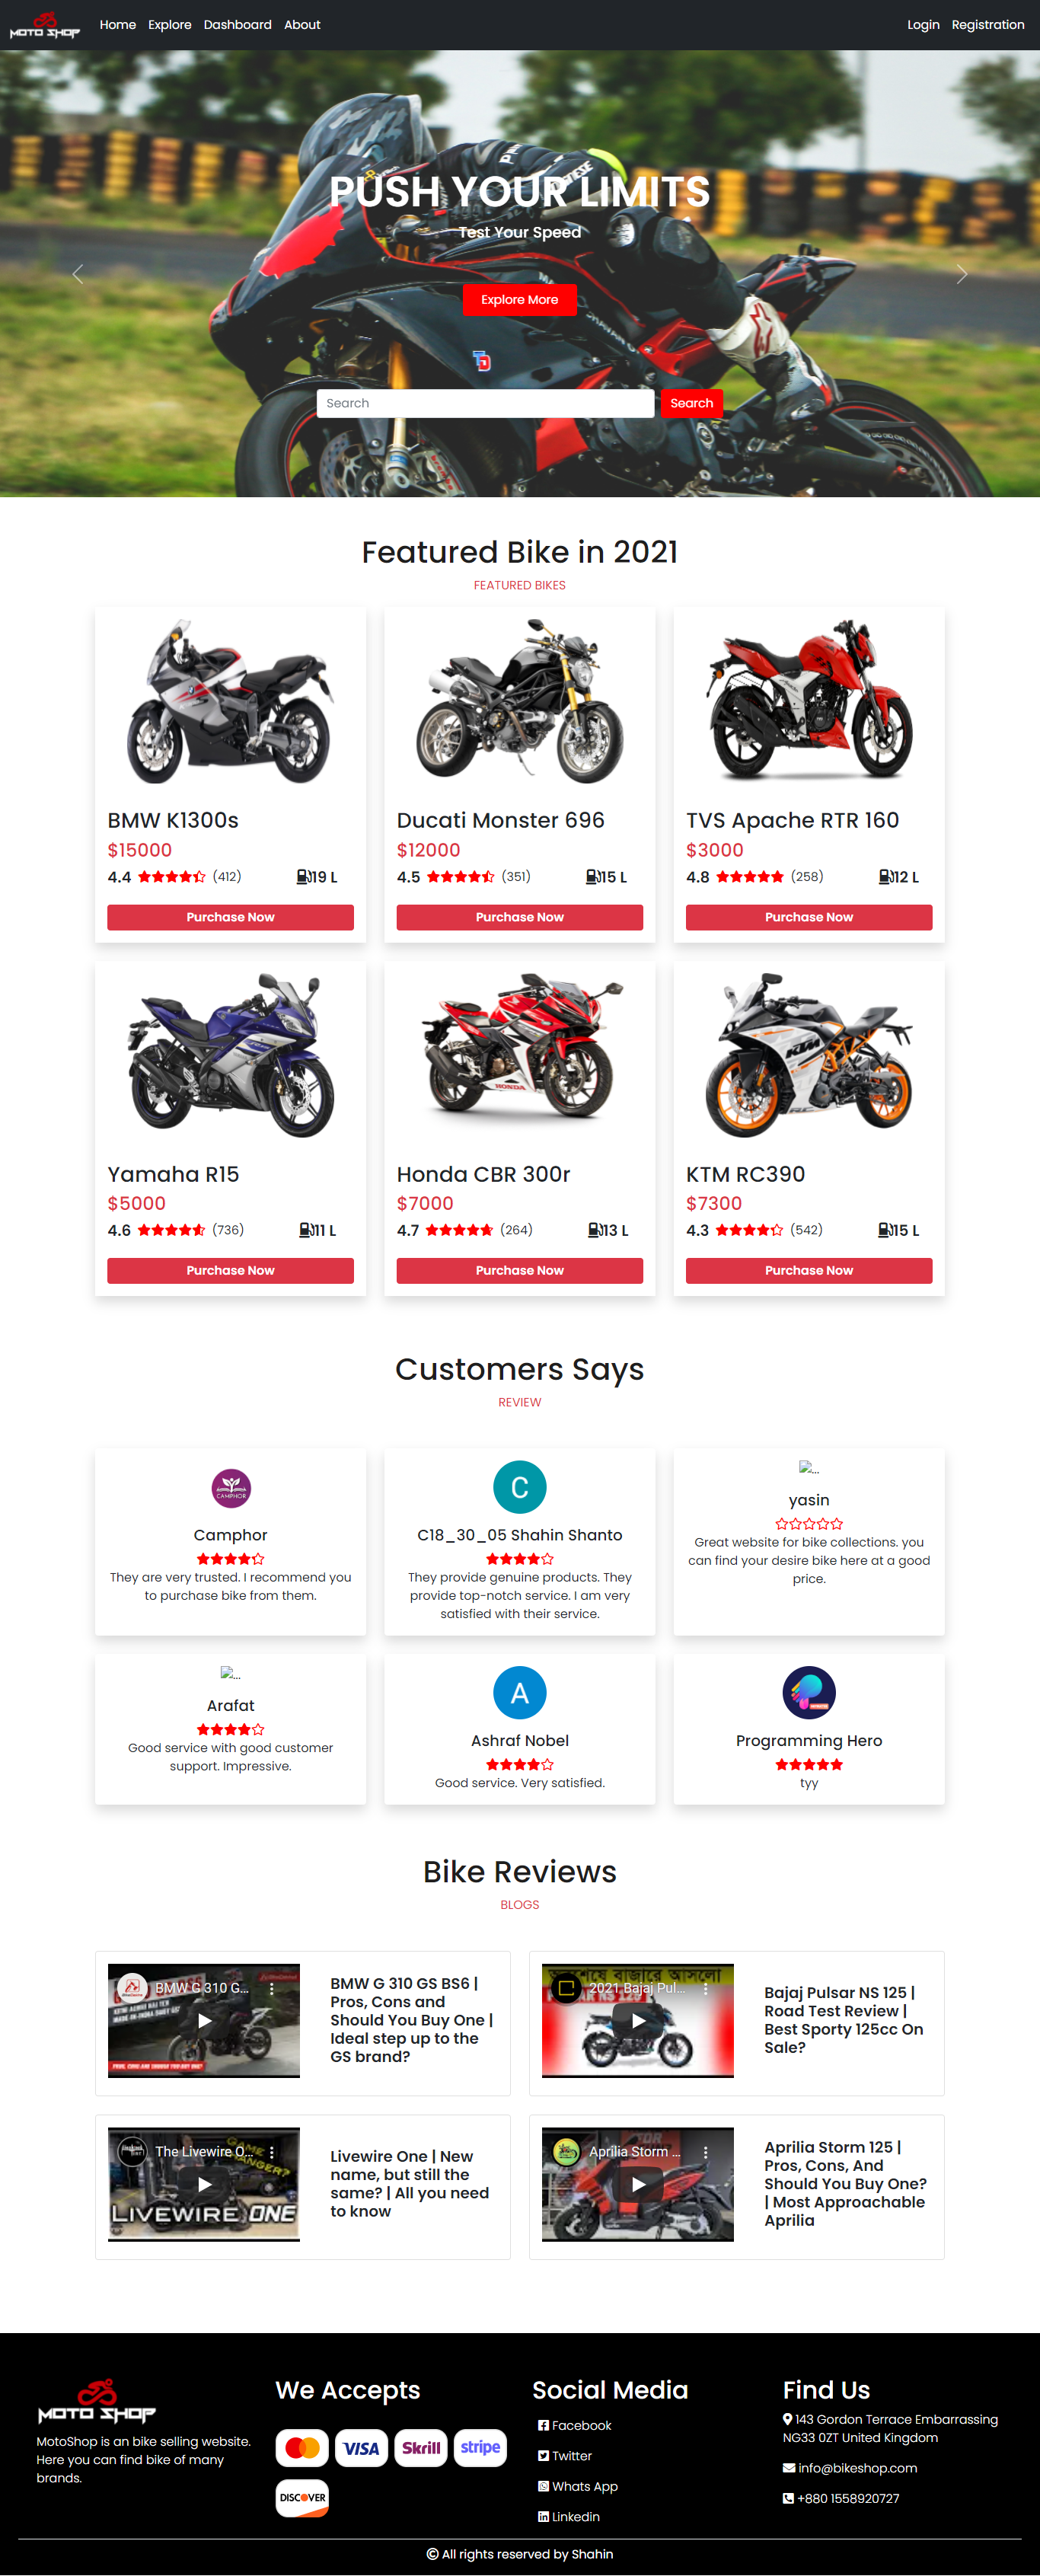 MOTO SHOP
Home Explore Dashboard About
Login Registration
PUSH YOUR LIMITS
Test Your Speed
Explore More
Search Search
Featured Bike in 2021
FEATURED BIKES
BMW K1300s
$15000
4.4 (412) 19 L
Purchase Now
Ducati Monster 696
$12000
4.5 (351) 15 L
Purchase Now
TVS Apache RTR 160
$3000
4.8 (258) 12 L
Purchase Now
HONDA
KTM
Yamaha R15
$5000
4.6 (736) 11 L
Purchase Now
Honda CBR 300r
$7000
4.7 (264) 13 L
Purchase Now
KTM RC390
$7300
4.3 (542) 15 L
Purchase Now
Customers Says
REVIEW
CAMPHOR
Camphor
They are very trusted. I recommend you
to purchase bike from them.
C
C18_30_05 Shahin Shanto
They provide genuine products. They
provide top-notch service. I am very
satisfied with their service.
...
yasin
Great website for bike collections. you
can find your desire bike here at a good
price.
...
Arafat
Good service with good customer
support. Impressive.
A
Ashraf Nobel
Good service. Very satisfied.
Programming Hero
tyy
Bike Reviews
BLOGS
BMW G 310 G...
BMW G 310 GS BS6 |
Pros, Cons and
Should You Buy One |
Ideal step up to the
GS brand?
2021 Bajaj Pul...
Bajaj Pulsar NS 125 |
Road Test Review |
Best Sporty 125cc On
Sale?
The Livewire O...
LIVEWIRE ONE
Livewire One | New
name, but still the
same? | All you need
to know
Aprilia Storm ...
Aprilia Storm 125 |
Pros, Cons, And
Should You Buy One?
| Most Approachable
Aprilia
MOTO SHOP
MotoShop is an bike selling website.
Here you can find bike of many
brands.
We Accepts
VISA Skrill stripe
DISCOVER
Social Media
Facebook
Twitter
Whats App
Linkedin
Find Us
143 Gordon Terrace Embarrassing
NG33 0ZT United Kingdom
info@bikeshop.com
+880 1558920727
© All rights reserved by Shahin